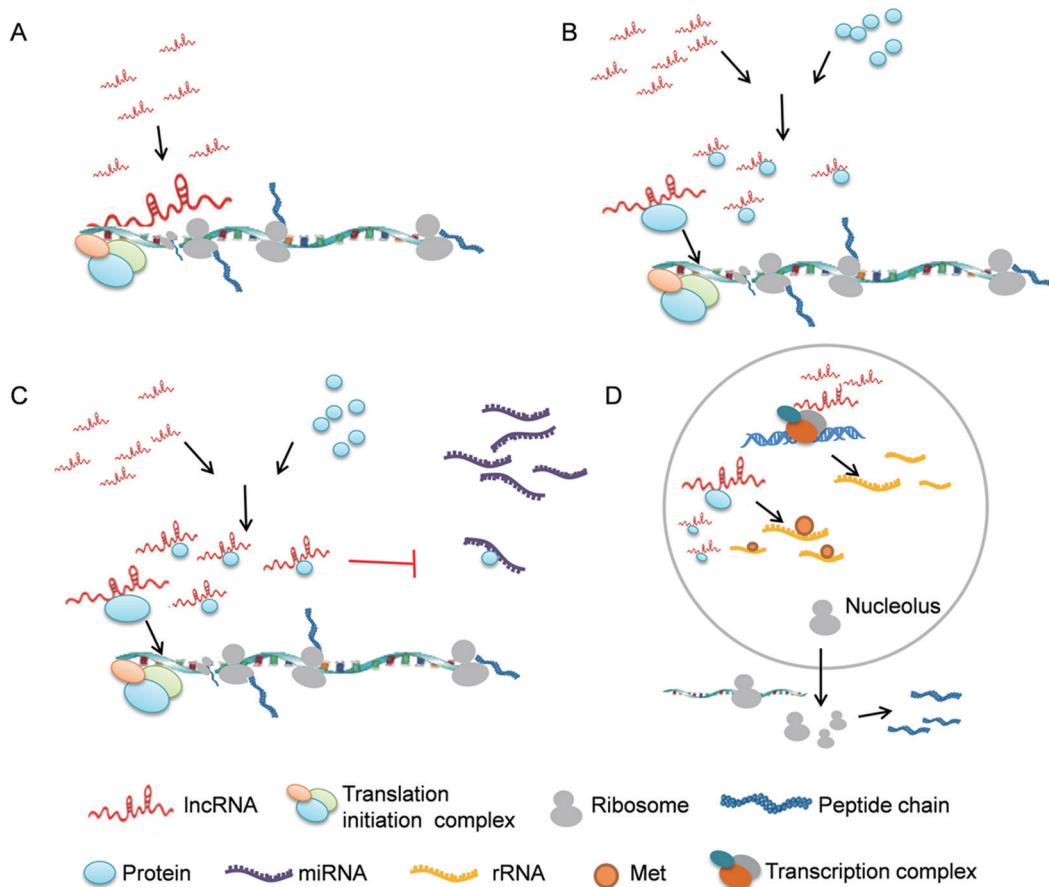 A
B
C
D
Nucleolus
lncRNA
Translation
initiation complex
Ribosome
Peptide chain
Protein
miRNA
rRNA
Met
Transcription complex